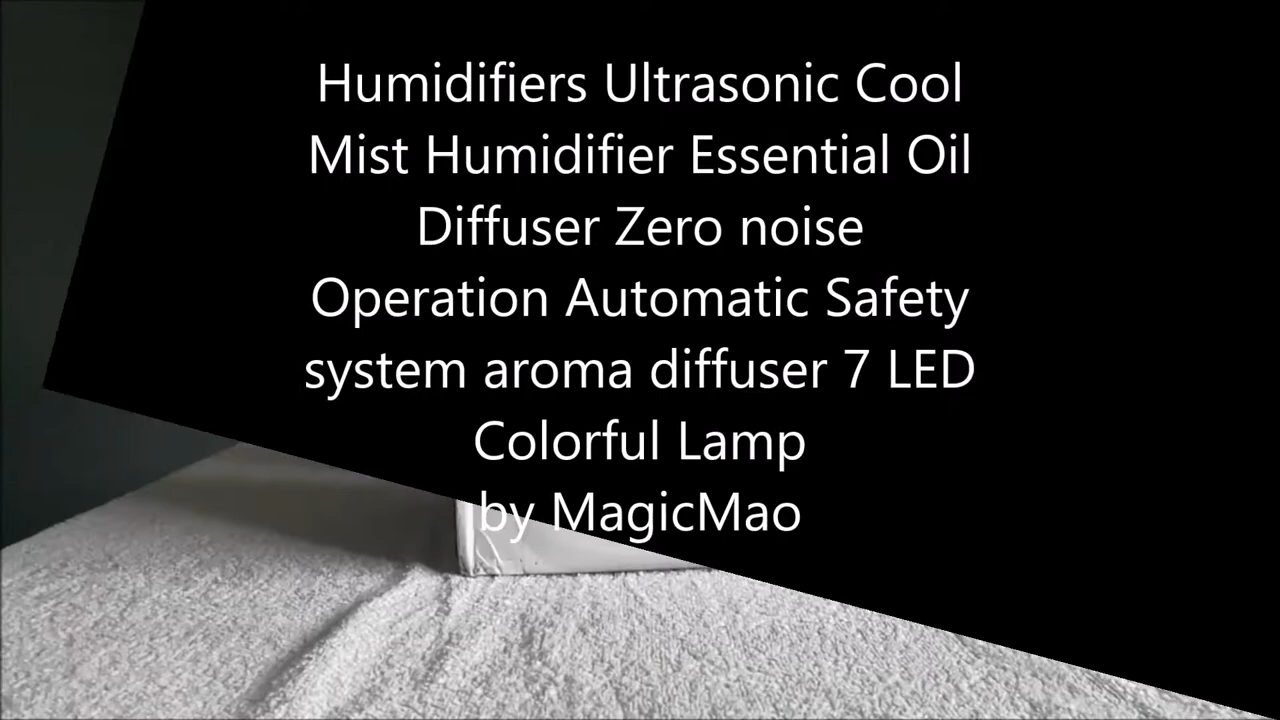 Humidifiers Ultrasonic Cool
Mist Humidifier Essential Oil
Diffuser Zero noise
Operation Automatic Safety
system aroma diffuser 7 LED
Colorful Lamp
by MagicMao